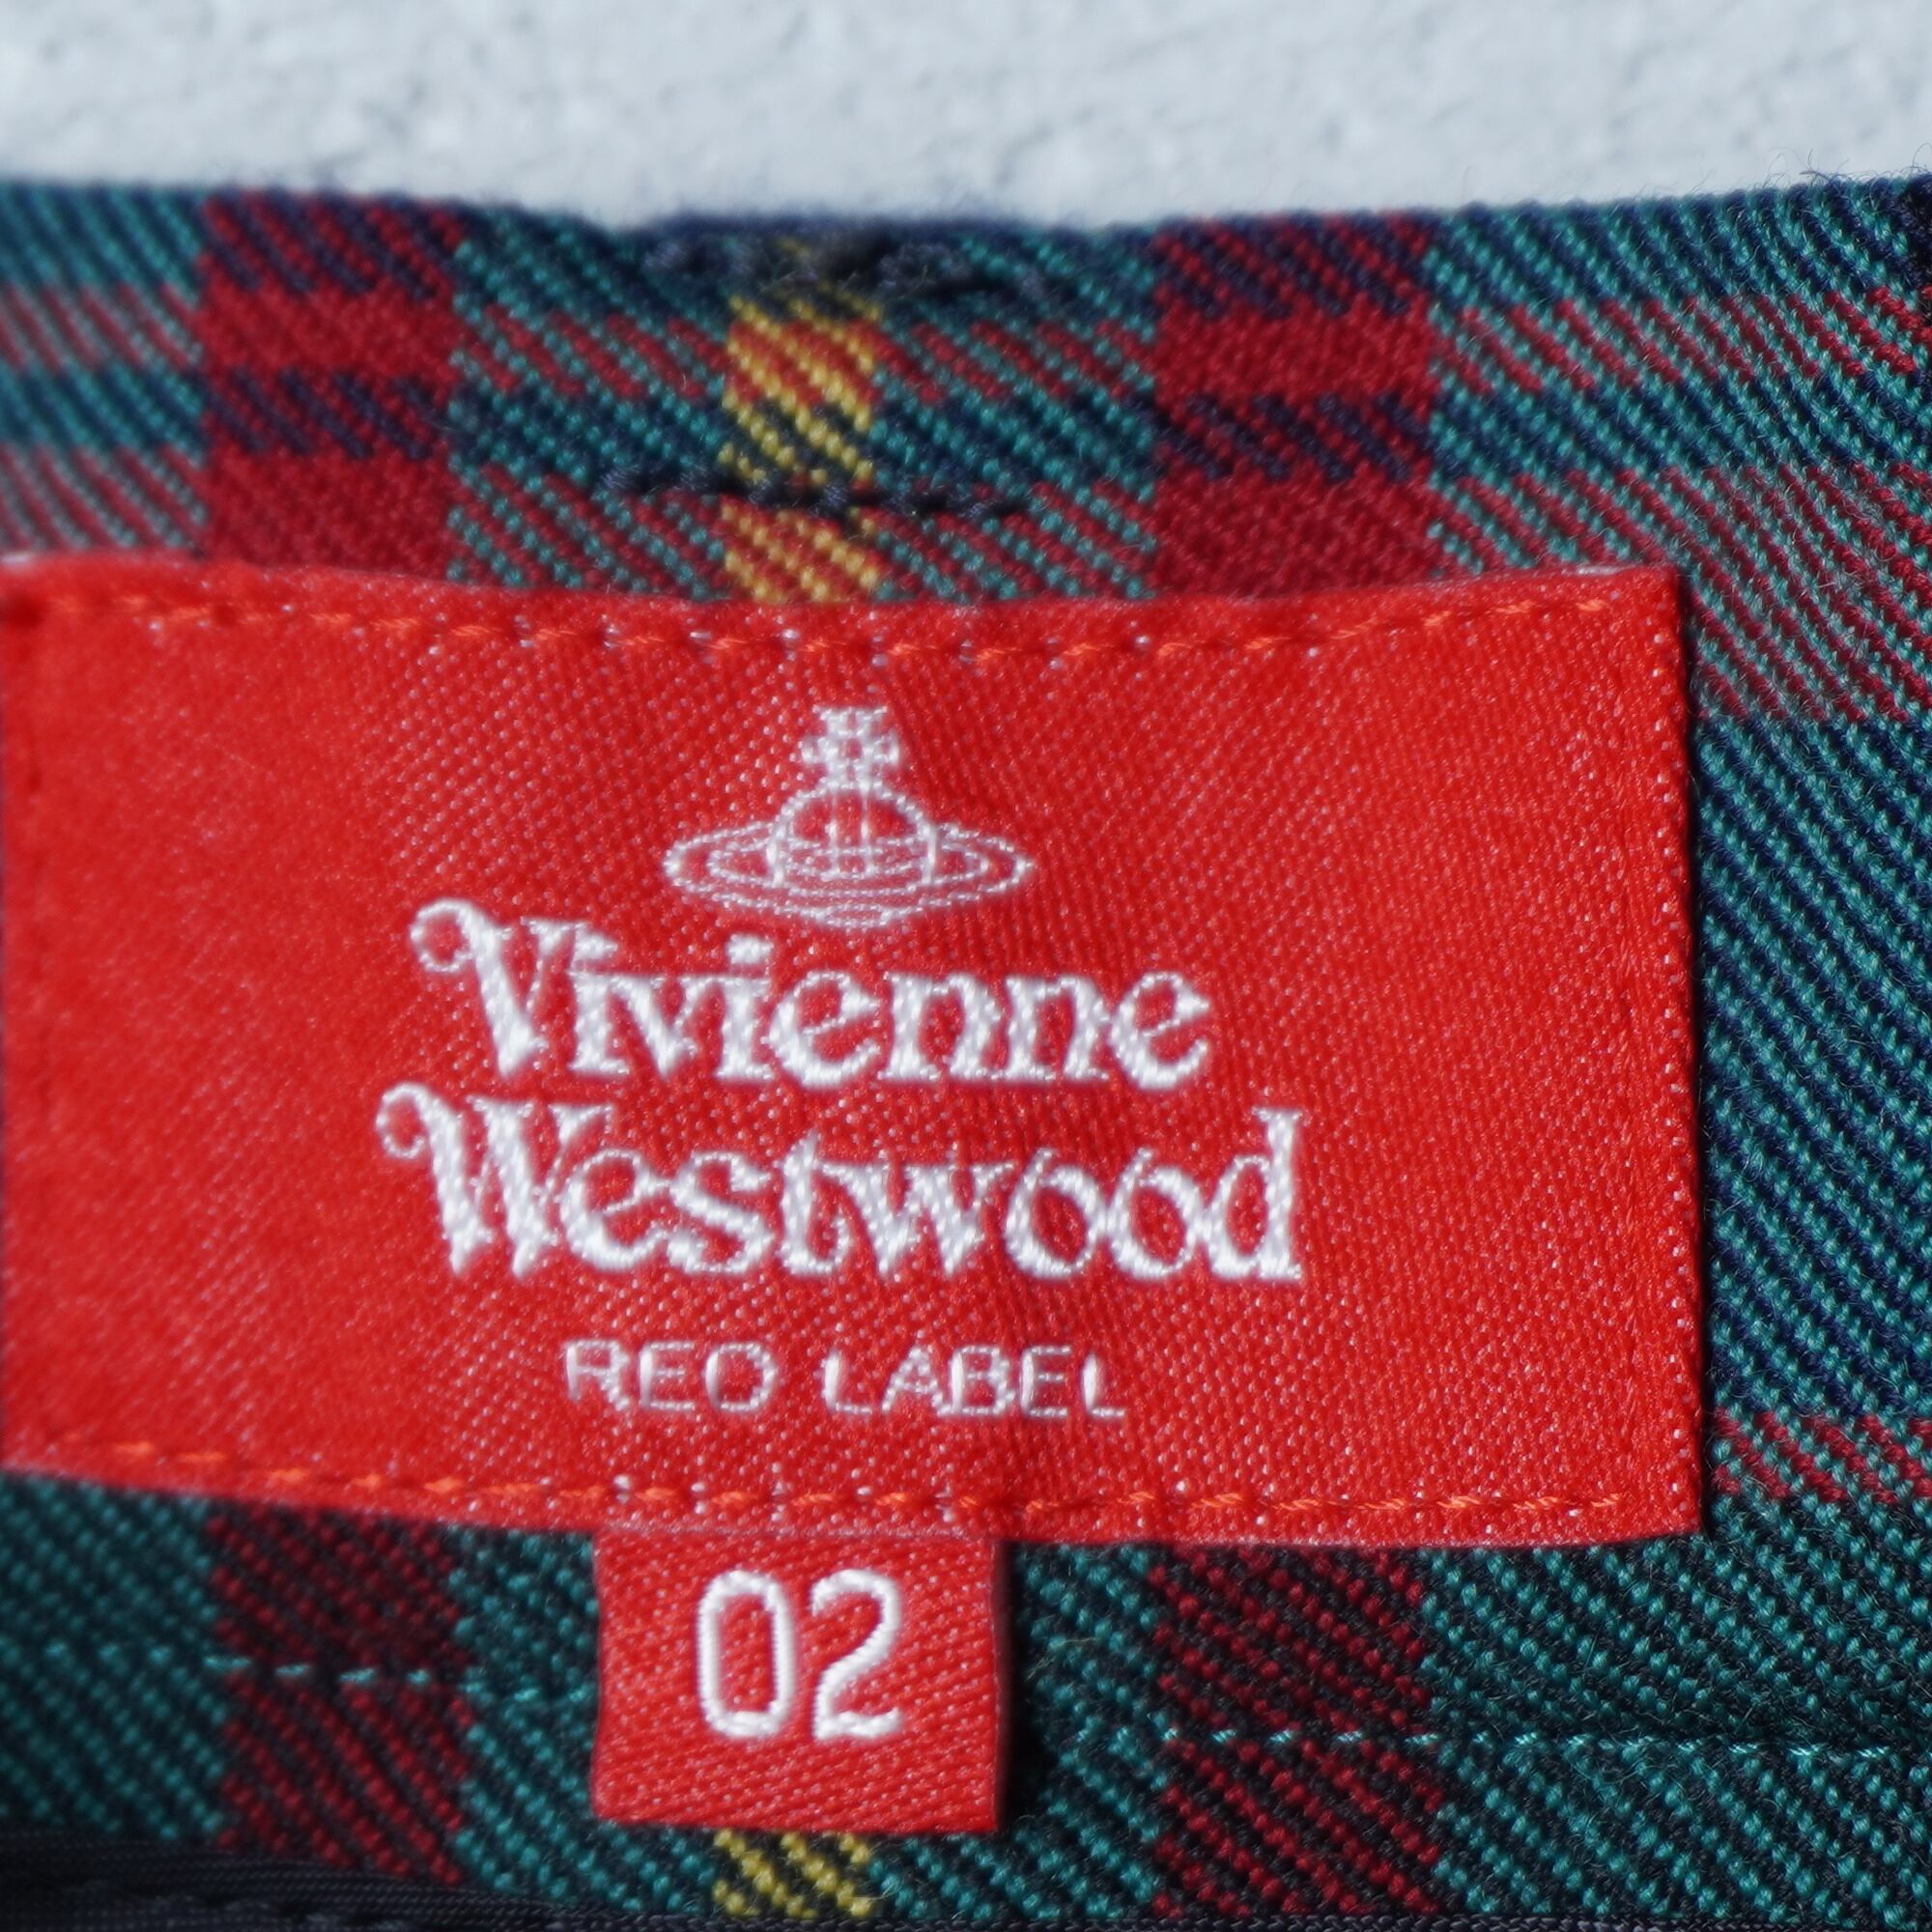 Vivienne
Westwood
RED LABEL
02